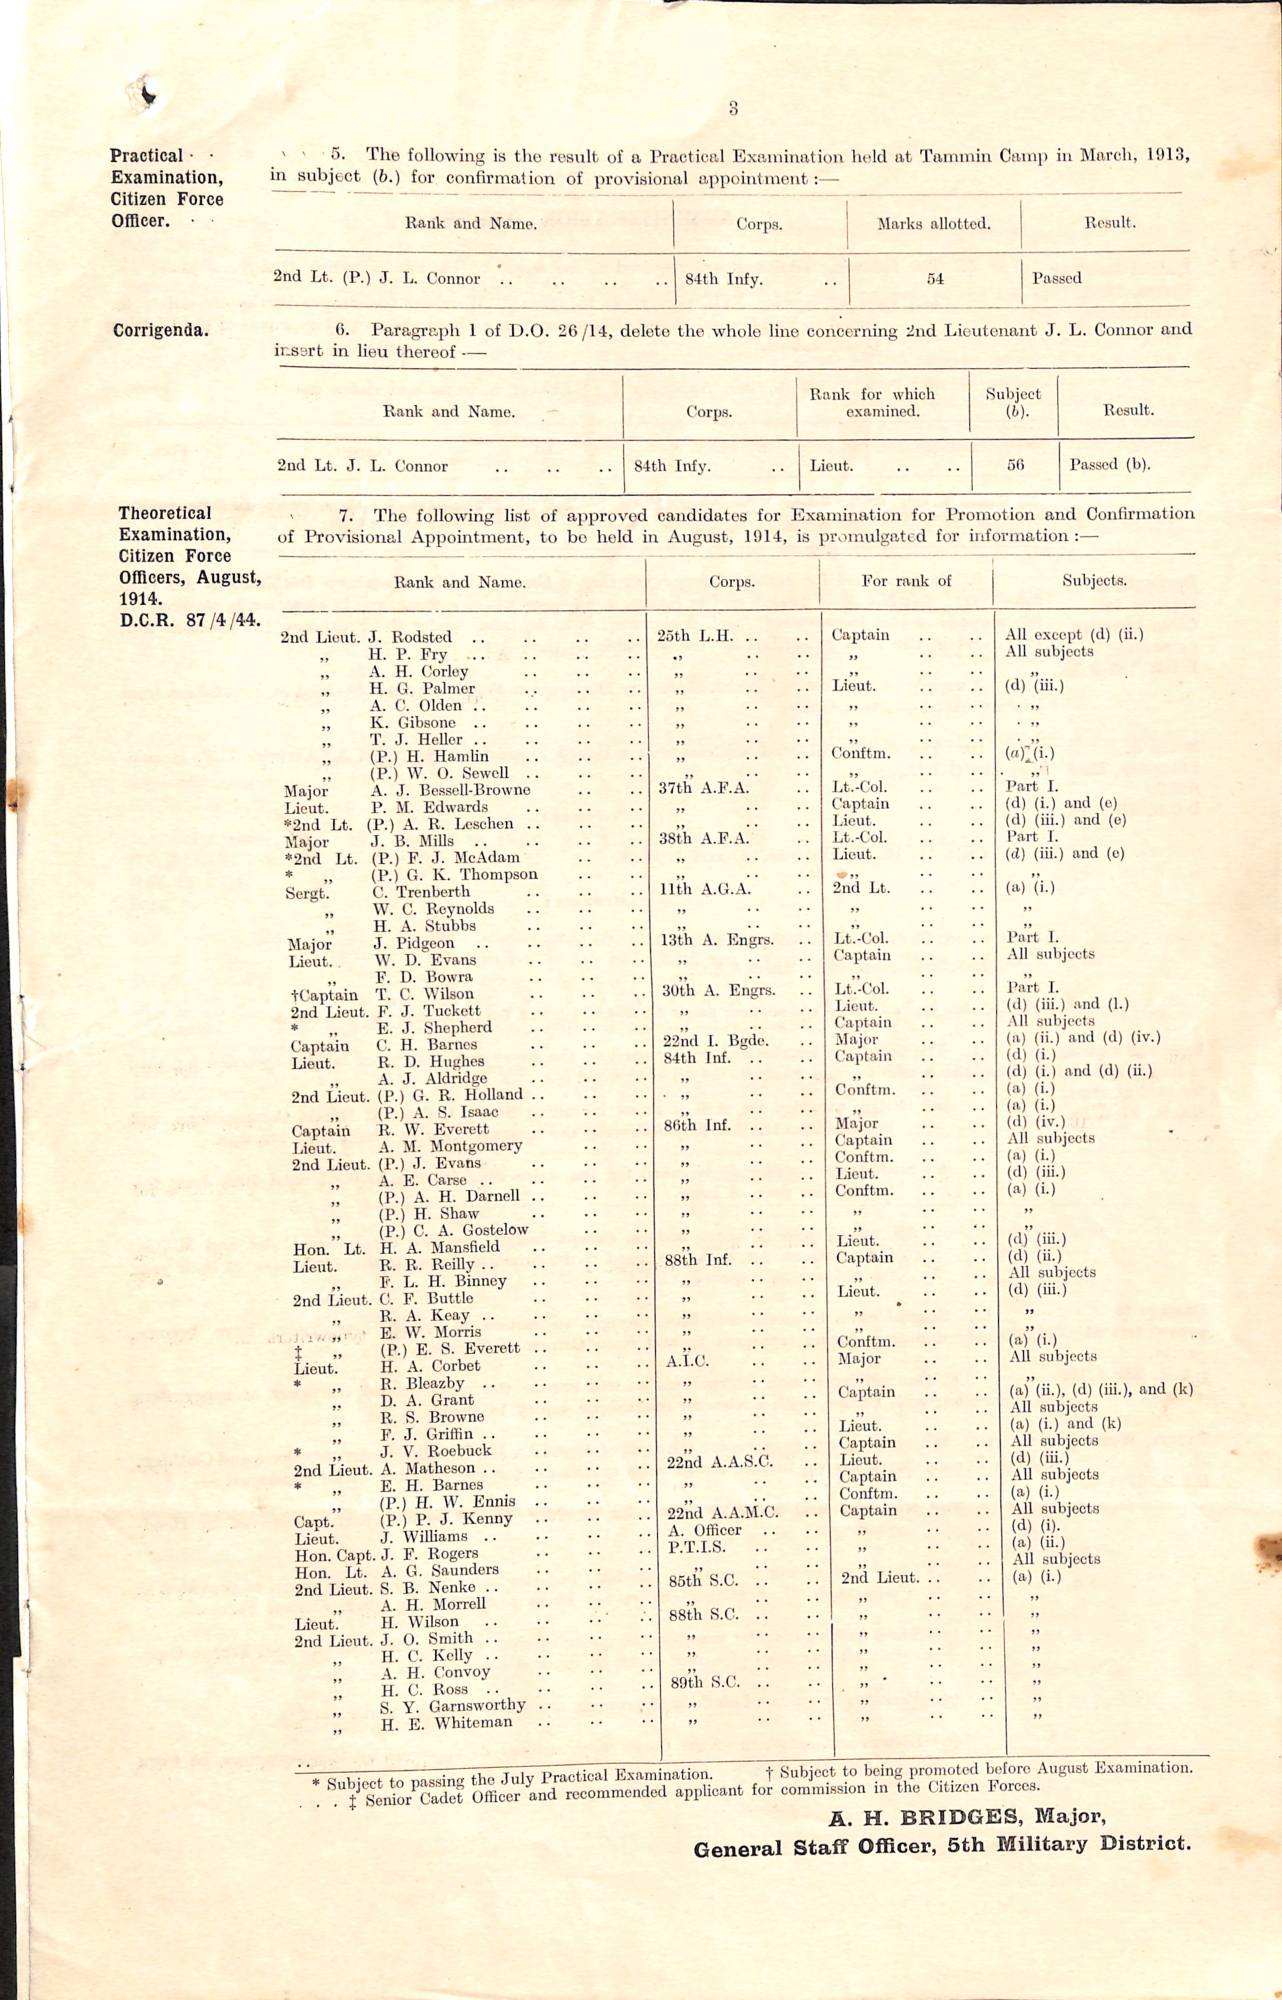 3
Practical
Examination,
Citizen Force
Officer.
5. The following is the result of a Practical Examination held at Tammin Camp in March, 1913,
in subject (b.) for confirmation of provisional appointment :—
Rank and Name. Corps. Marks allotted. Result.
2nd Lt. (P.) J. L. Connor .. .. .. .. 84th Infy. .. 54 Passed
Corrigenda.
6. Paragraph 1 of D.O. 26/14, delete the whole line concerning 2nd Lieutenant J. L. Connor and
insert in lieu thereof —
Rank and Name. Corps. Rank for which examined. Subject (b). Result.
2nd Lt. J. L. Connor .. .. .. 84th Infy. .. Lieut. .. .. 56 Passed (b).
Theoretical
Examination,
Citizen Force
Officers, August,
1914.
D.C.R. 87/4/44.
7. The following list of approved candidates for Examination for Promotion and Confirmation
of Provisional Appointment, to be held in August, 1914, is promulgated for information :—
Rank and Name. Corps. For rank of Subjects.
2nd Lieut. J. Rodsted .. .. .. .. 25th L.H. .. .. Captain .. .. All except (d) (ii.)
„ H. P. Fry .. .. .. .. „ .. .. „ .. .. All subjects
„ A. H. Corley .. .. .. „ .. .. „ .. .. „
„ H. G. Palmer .. .. .. „ .. .. Lieut. .. .. (d) (iii.)
„ A. C. Olden .. .. .. .. „ .. .. „ .. .. „
„ K. Gibsone .. .. .. .. „ .. .. „ .. .. „
„ T. J. Heller .. .. .. .. „ .. .. „ .. .. „
„ (P.) H. Hamlin .. .. .. „ .. .. Conftm. .. .. (a) (i.)
„ (P.) W. O. Sewell .. .. .. „ .. .. „ .. .. „
Major A. J. Bessell-Browne .. .. 37th A.F.A. .. Lt.-Col. .. .. Part I.
Lieut. P. M. Edwards .. .. .. „ .. .. Captain .. .. (d) (i.) and (e)
*2nd Lt. (P.) A. R. Leschen .. .. .. „ .. .. Lieut. .. .. (d) (iii.) and (e)
Major J. B. Mills .. .. .. .. 38th A.F.A. .. Lt.-Col. .. .. Part I.
*2nd Lt. (P.) F. J. McAdam .. .. „ .. .. Lieut. .. .. (d) (iii.) and (e)
* „ (P.) G. K. Thompson .. .. „ .. .. „ .. .. „
Sergt. C. Trenberth .. .. .. 11th A.G.A. .. 2nd Lt. .. .. (a) (i.)
„ W. C. Reynolds .. .. .. „ .. .. „ .. .. „
„ H. A. Stubbs .. .. .. „ .. .. „ .. .. „
Major J. Pidgeon .. .. .. .. 13th A. Engrs. .. Lt.-Col. .. .. Part I.
Lieut. W. D. Evans .. .. .. „ .. .. Captain .. .. All subjects
„ F. D. Bowra .. .. .. „ .. .. „ .. .. „
†Captain T. C. Wilson .. .. .. 30th A. Engrs. .. Lt.-Col. .. .. Part I.
2nd Lieut. F. J. Tuckett .. .. .. „ .. .. Lieut. .. .. (d) (iii.) and (l.)
* „ E. J. Shepherd .. .. .. „ .. .. Captain .. .. All subjects
Captain C. H. Barnes .. .. .. 22nd I. Bgde. .. Major .. .. (a) (ii.) and (d) (iv.)
Lieut. R. D. Hughes .. .. .. 84th Inf. .. .. Captain .. .. (d) (i.)
„ A. J. Aldridge .. .. .. „ .. .. „ .. .. (d) (i.) and (d) (ii.)
2nd Lieut. (P.) G. R. Holland .. .. .. „ .. .. Conftm. .. .. (a) (i.)
„ (P.) A. S. Isaac .. .. .. „ .. .. „ .. .. (a) (i.)
Captain R. W. Everett .. .. .. 86th Inf. .. .. Major .. .. (d) (iv.)
Lieut. A. M. Montgomery .. .. .. „ .. .. Captain .. .. All subjects
2nd Lieut. (P.) J. Evans .. .. .. „ .. .. Conftm. .. .. (a) (i.)
„ A. E. Carse .. .. .. .. „ .. .. Lieut. .. .. (d) (iii.)
„ (P.) A. H. Darnell .. .. .. „ .. .. Conftm. .. .. (a) (i.)
„ (P.) H. Shaw .. .. .. „ .. .. „ .. .. „
„ (P.) C. A. Gostelow .. .. „ .. .. „ .. .. „
Hon. Lt. H. A. Mansfield .. .. .. „ .. .. Lieut. .. .. (d) (iii.)
Lieut. R. R. Reilly .. .. .. .. 88th Inf. .. .. Captain .. .. (d) (ii.)
„ F. L. H. Binney .. .. .. „ .. .. „ .. .. All subjects
2nd Lieut. C. F. Buttle .. .. .. „ .. .. Lieut. .. .. (d) (iii.)
„ R. A. Keay .. .. .. .. „ .. .. „ .. .. „
„ E. W. Morris .. .. .. „ .. .. „ .. .. „
‡ „ (P.) E. S. Everett .. .. .. „ .. .. Conftm. .. .. (a) (i.)
Lieut. H. A. Corbet .. .. .. A.I.C. .. .. Major .. .. All subjects
* „ R. Bleazby .. .. .. .. „ .. .. „ .. .. „
„ D. A. Grant .. .. .. „ .. .. Captain .. .. (a) (ii.), (d) (iii.), and (k)
„ R. S. Browne .. .. .. „ .. .. „ .. .. All subjects
„ F. J. Griffin .. .. .. .. „ .. .. Lieut. .. .. (a) (i.) and (k)
* „ J. V. Roebuck .. .. .. „ .. .. Captain .. .. All subjects
2nd Lieut. A. Matheson .. .. .. .. 22nd A.A.S.C. .. Lieut. .. .. (d) (iii.)
* „ E. H. Barnes .. .. .. „ .. .. Captain .. .. All subjects
„ (P.) H. W. Ennis .. .. .. „ .. .. Conftm. .. .. (a) (i.)
Capt. (P.) P. J. Kenny .. .. .. 22nd A.A.M.C. .. Captain .. .. All subjects
Lieut. J. Williams .. .. .. .. A. Officer .. .. „ .. .. (d) (i).
Hon. Capt. J. F. Rogers .. .. .. P.T.I.S. .. .. „ .. .. (a) (ii.)
Hon. Lt. A. G. Saunders .. .. .. „ .. .. „ .. .. All subjects
2nd Lieut. S. B. Nenke .. .. .. .. 85th S.C. .. .. 2nd Lieut. .. .. (a) (i.)
„ A. H. Morrell .. .. .. „ .. .. „ .. .. „
Lieut. H. Wilson .. .. .. .. 88th S.C. .. .. „ .. .. „
2nd Lieut. J. O. Smith .. .. .. .. „ .. .. „ .. .. „
„ H. C. Kelly .. .. .. .. „ .. .. „ .. .. „
„ A. H. Convoy .. .. .. „ .. .. „ .. .. „
„ H. C. Ross .. .. .. .. 89th S.C. .. .. „ .. .. „
„ S. Y. Garnsworthy .. .. .. „ .. .. „ .. .. „
„ H. E. Whiteman .. .. .. „ .. .. „ .. .. „
* Subject to passing the July Practical Examination. † Subject to being promoted before August Examination.
‡ Senior Cadet Officer and recommended applicant for commission in the Citizen Forces.
A. H. BRIDGES, Major,
General Staff Officer, 5th Military District.